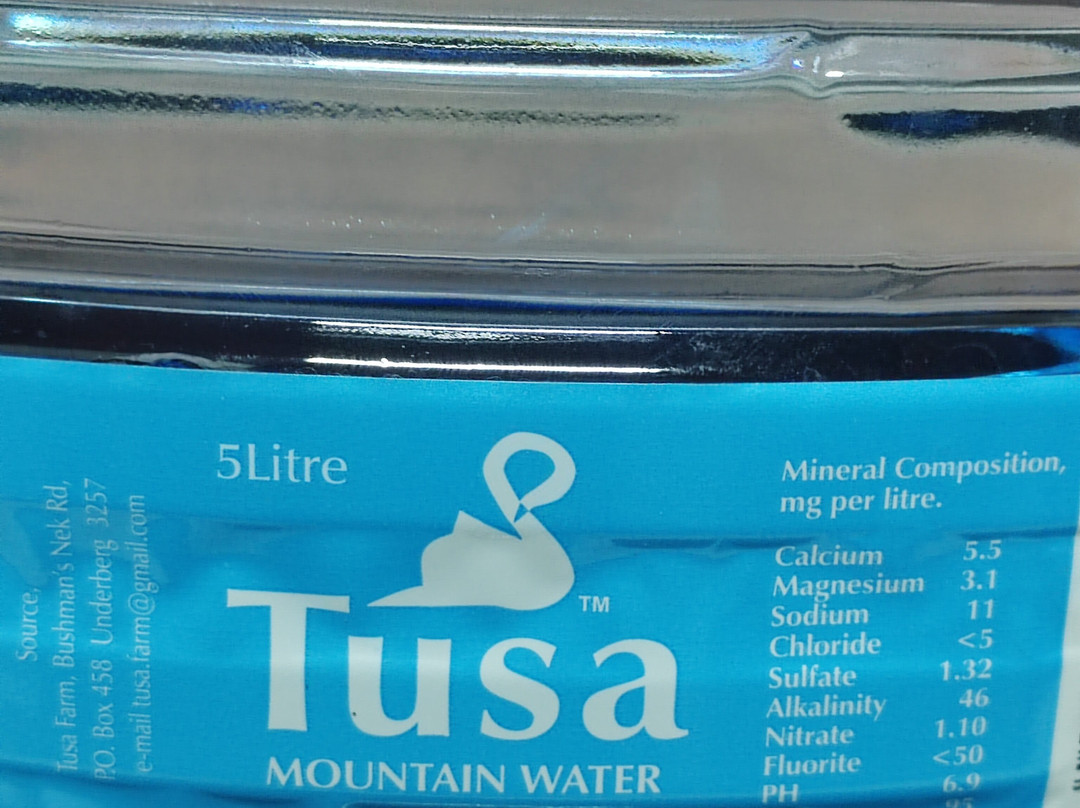 Source,
Tusa Farm, Bushman's Nek Rd,
P.O. Box 458 Underberg 3257
e-mail tusa.farm@gmail.com
5Litre
TM
Tusa
MOUNTAIN WATER
Mineral Composition,
mg per litre.
Calcium 5.5
Magnesium 3.1
Sodium 11
Chloride <5
Sulfate 1.32
Alkalinity 46
Nitrate 1.10
Fluorite <50
PH 6.9